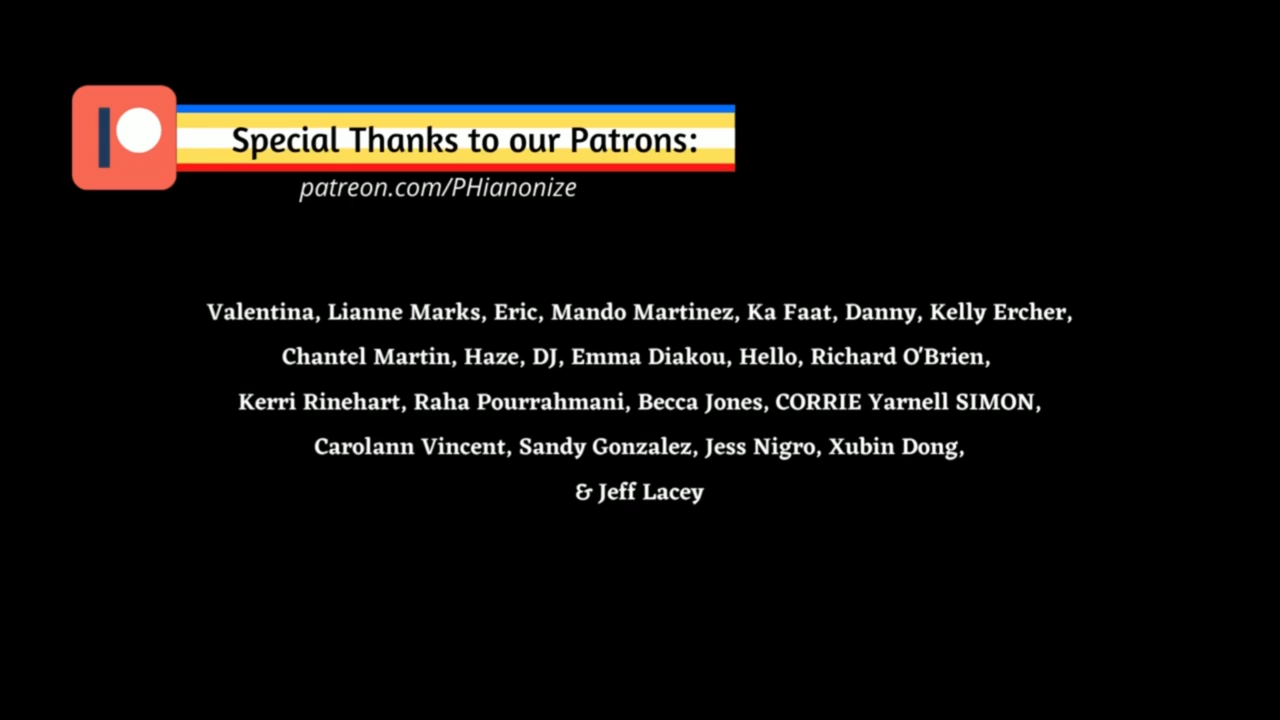 Special Thanks to our Patrons:
patreon.com/PHianonize
Valentina, Lianne Marks, Eric, Mando Martinez, Ka Faat, Danny, Kelly Ercher,
Chantel Martin, Haze, DJ, Emma Diakou, Hello, Richard O'Brien,
Kerri Rinehart, Raha Pourrahmani, Becca Jones, CORRIE Yarnell SIMON,
Carolann Vincent, Sandy Gonzalez, Jess Nigro, Xubin Dong,
& Jeff Lacey